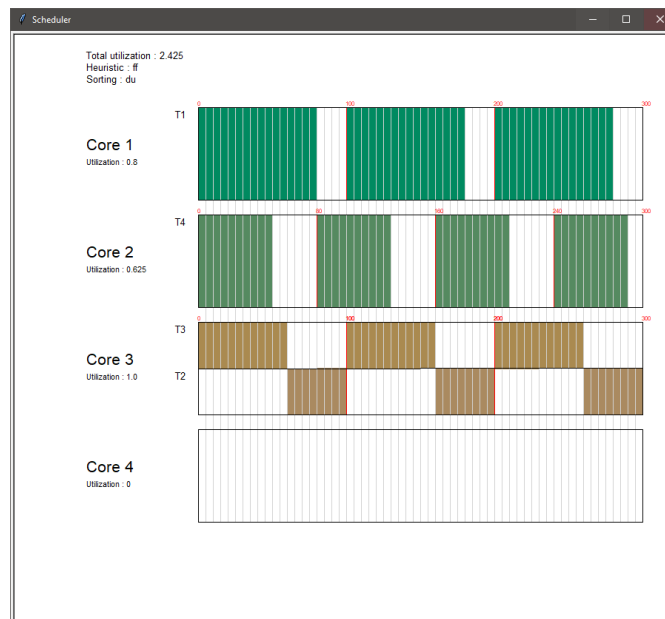 Scheduler
Total utilization : 2.425
Heuristic : ff
Sorting : du
0 100 200 300
T1
Core 1
Utilization : 0.8
0 80 160 240 300
T4
Core 2
Utilization : 0.625
0 100 200 300
T3
Core 3
Utilization : 1.0
T2
Core 4
Utilization : 0